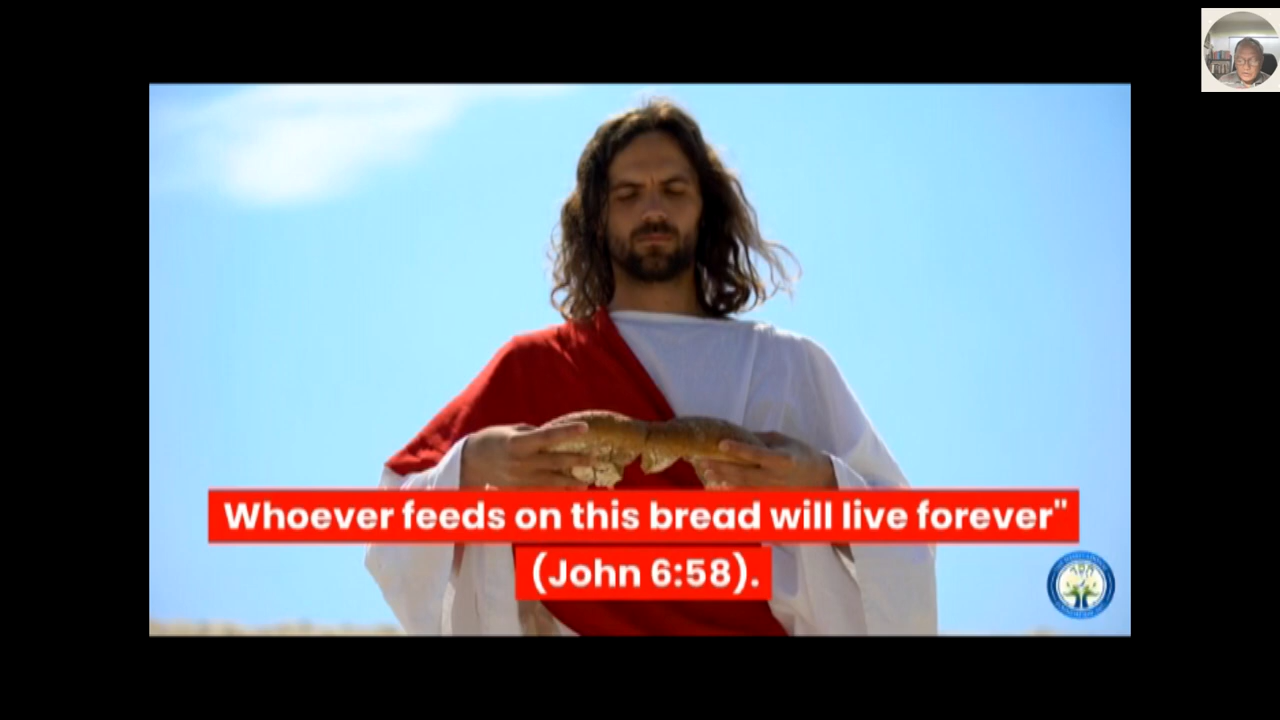 Whoever feeds on this bread will live forever"
(John 6:58).